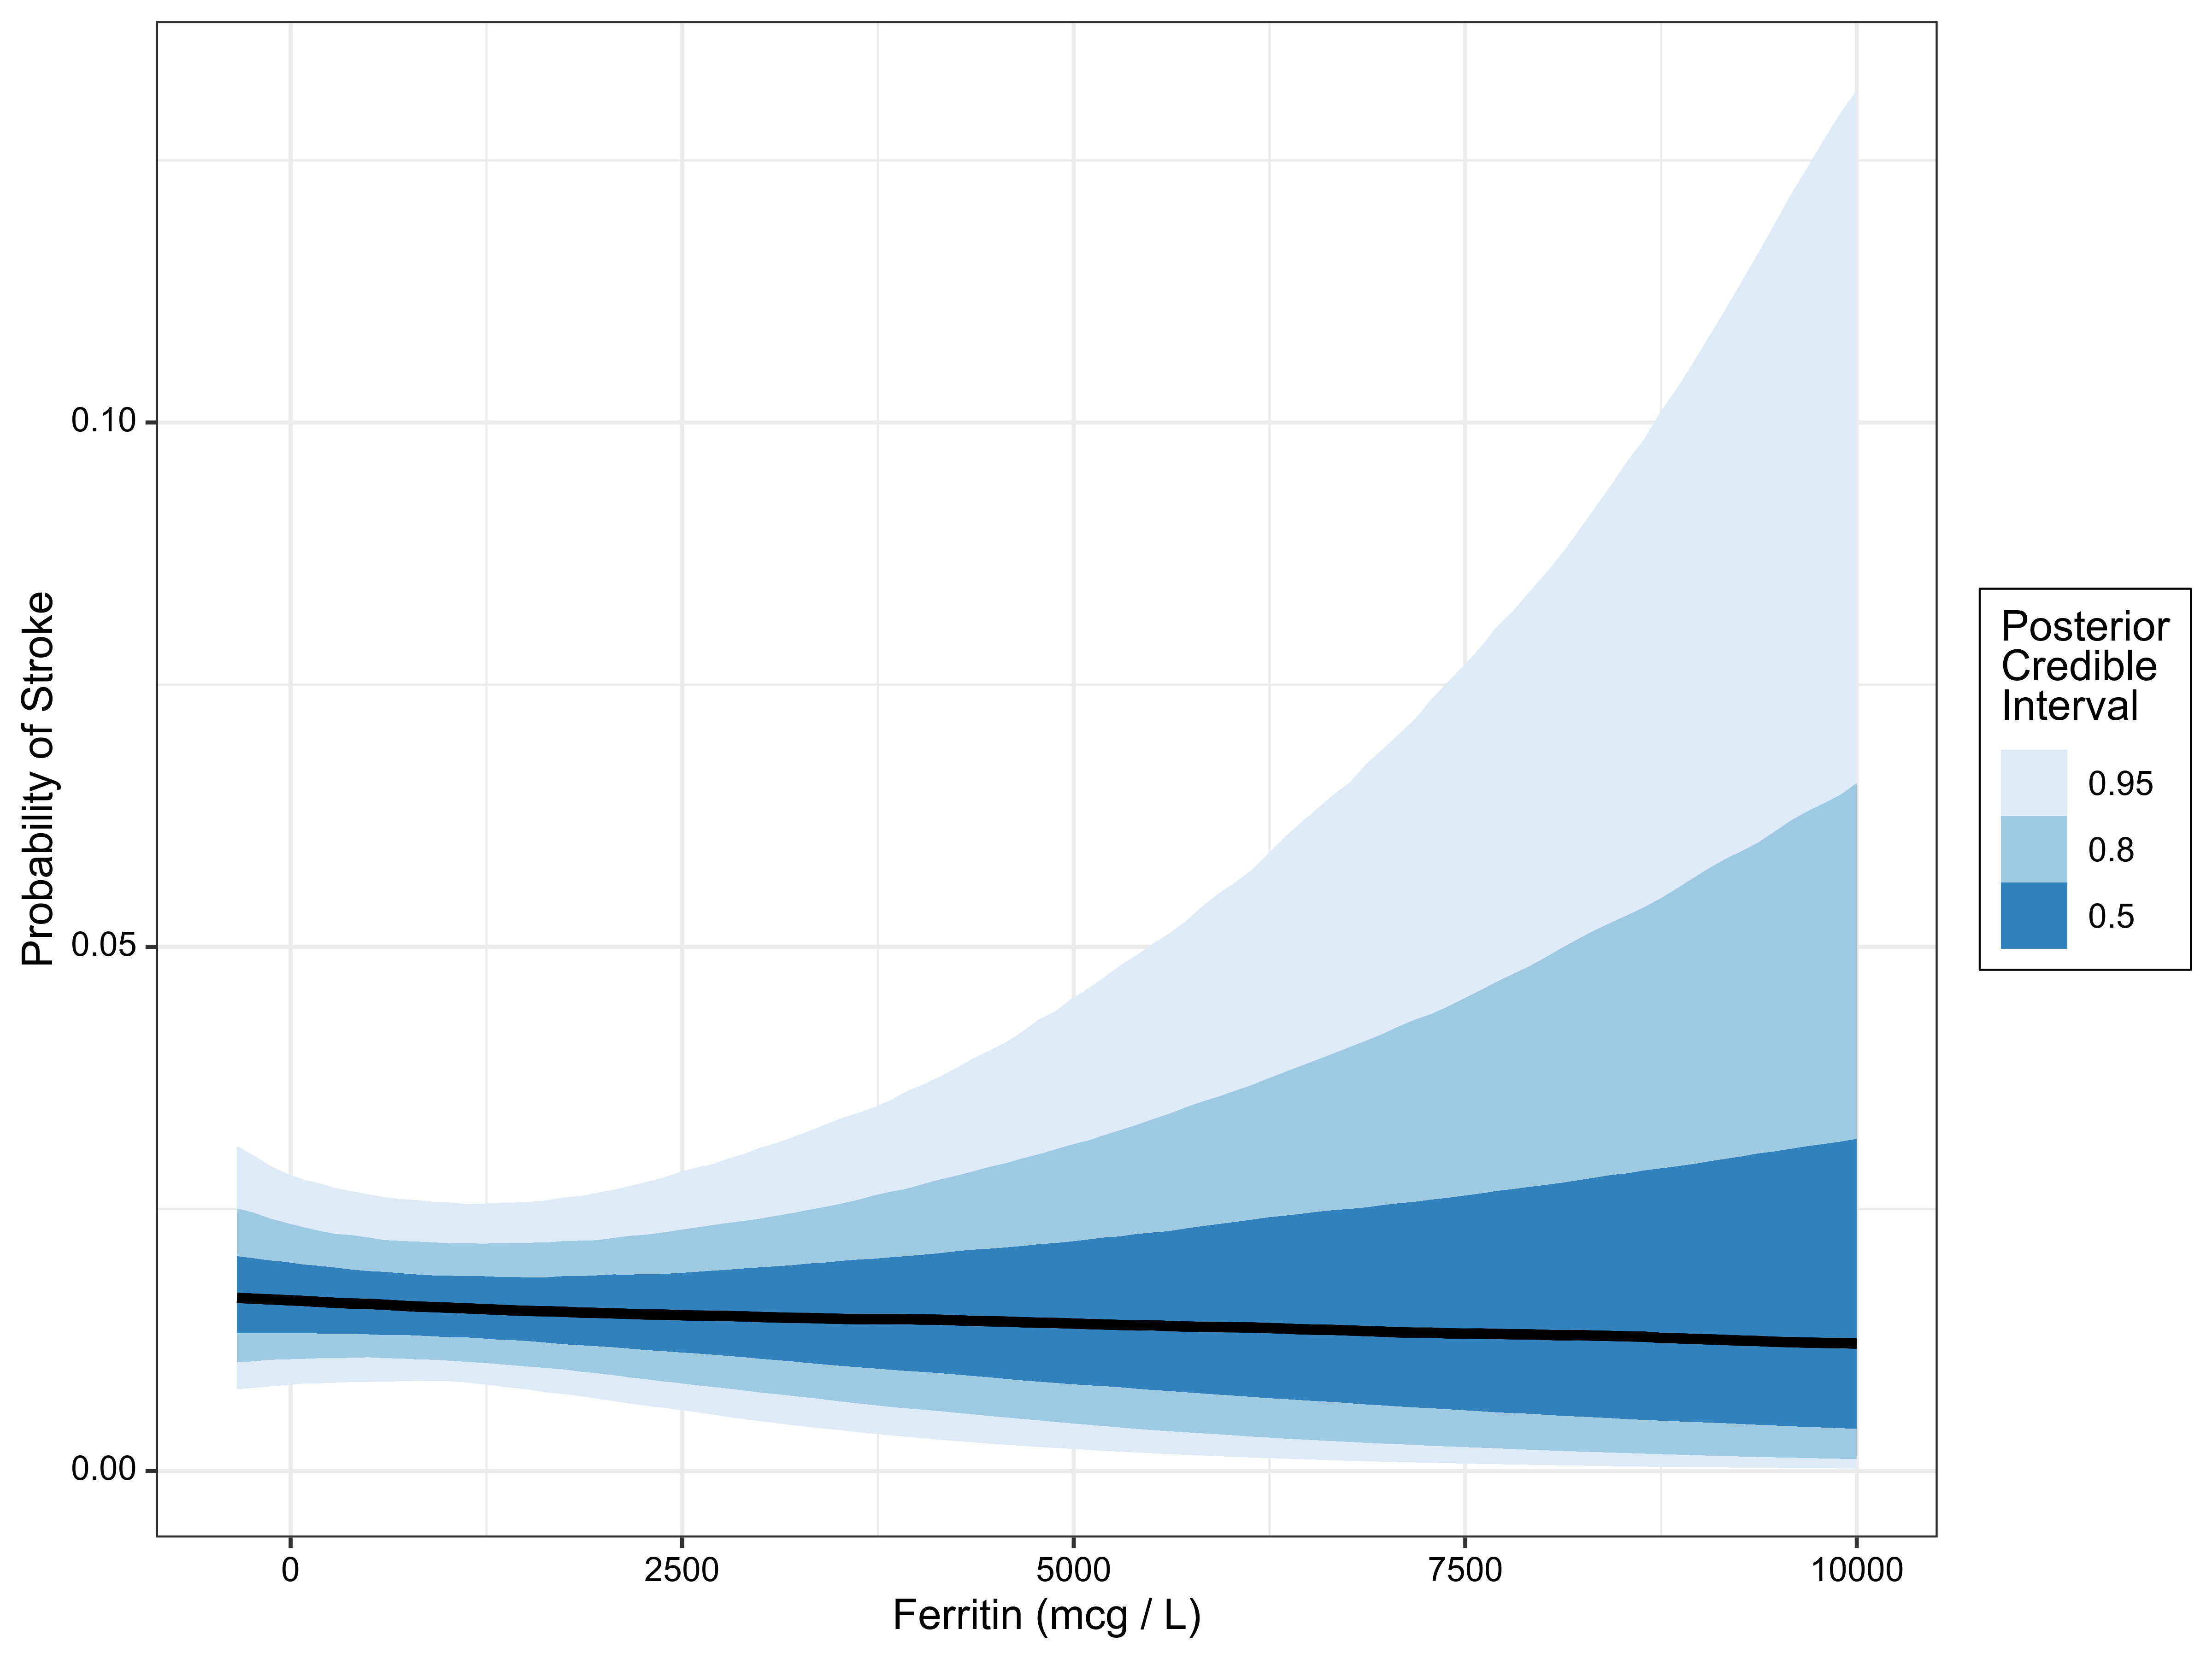 Probability of Stroke
0.10
0.05
0.00
0
2500
5000
7500
10000
Ferritin (mcg / L)
Posterior
Credible
Interval
0.95
0.8
0.5